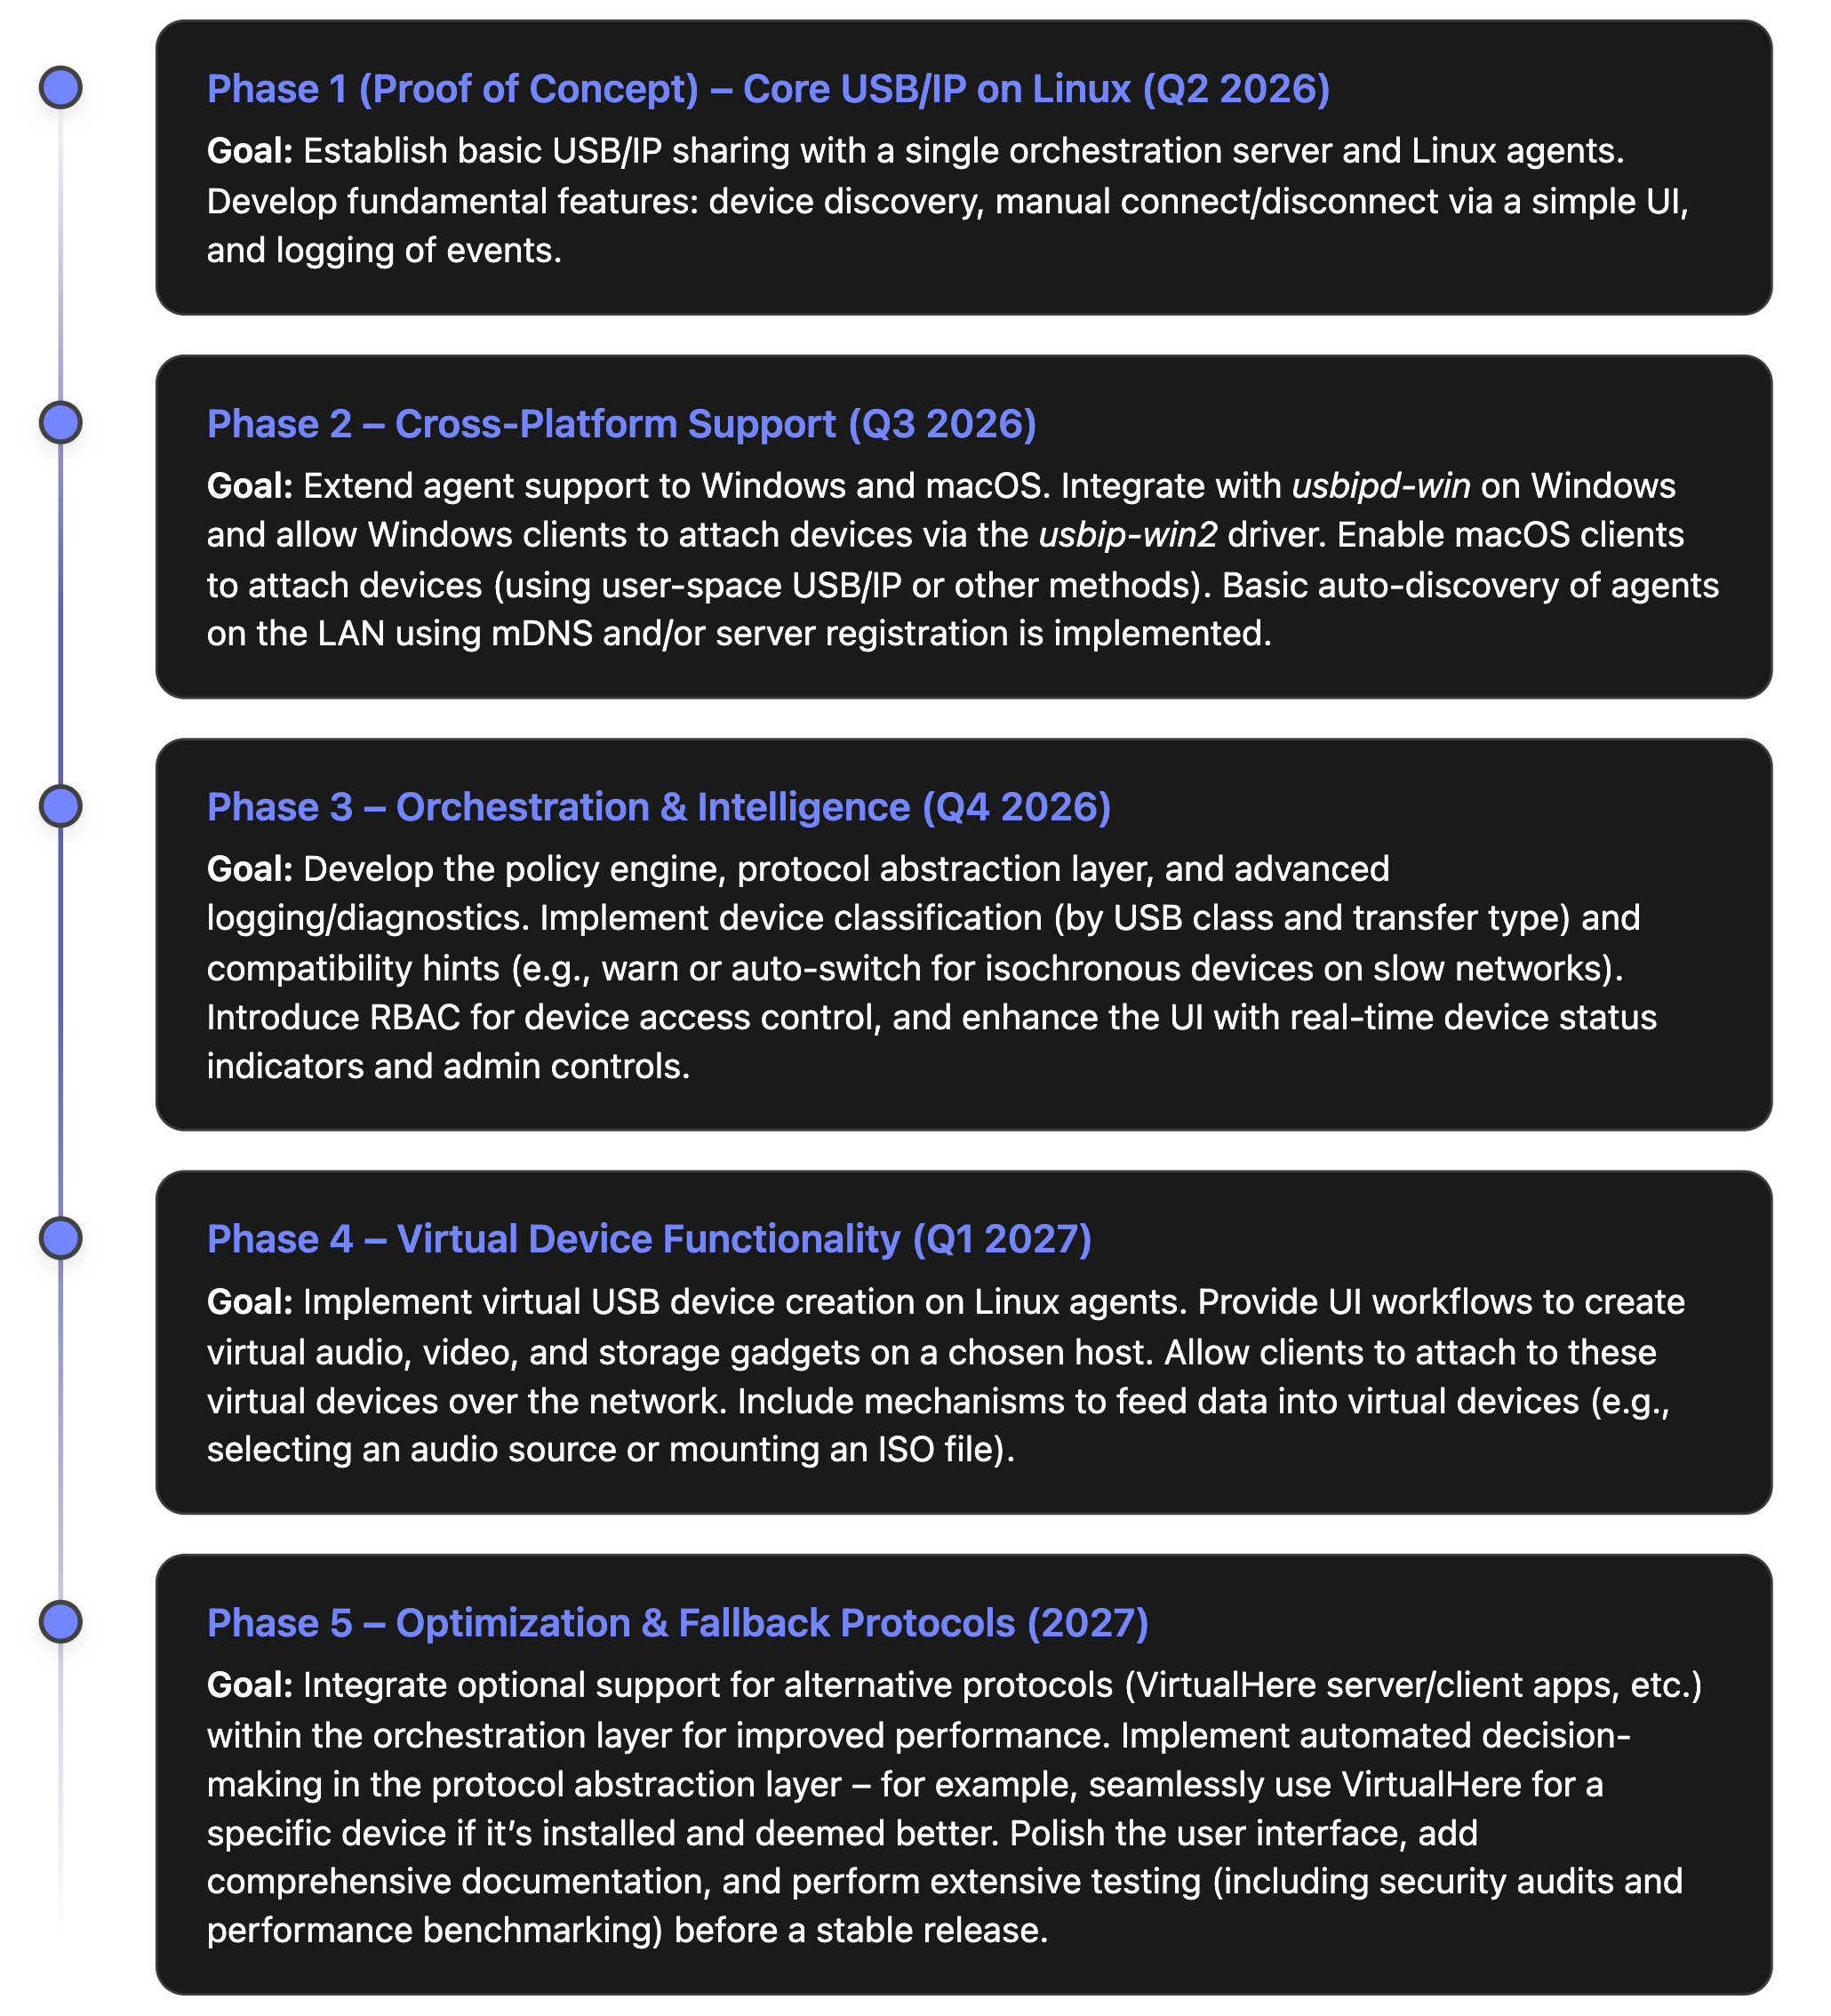 Phase 1 (Proof of Concept) – Core USB/IP on Linux (Q2 2026)
Goal: Establish basic USB/IP sharing with a single orchestration server and Linux agents.
Develop fundamental features: device discovery, manual connect/disconnect via a simple UI,
and logging of events.
Phase 2 – Cross-Platform Support (Q3 2026)
Goal: Extend agent support to Windows and macOS. Integrate with usbipd-win on Windows
and allow Windows clients to attach devices via the usbip-win2 driver. Enable macOS clients
to attach devices (using user-space USB/IP or other methods). Basic auto-discovery of agents
on the LAN using mDNS and/or server registration is implemented.
Phase 3 – Orchestration & Intelligence (Q4 2026)
Goal: Develop the policy engine, protocol abstraction layer, and advanced
logging/diagnostics. Implement device classification (by USB class and transfer type) and
compatibility hints (e.g., warn or auto-switch for isochronous devices on slow networks).
Introduce RBAC for device access control, and enhance the UI with real-time device status
indicators and admin controls.
Phase 4 – Virtual Device Functionality (Q1 2027)
Goal: Implement virtual USB device creation on Linux agents. Provide UI workflows to create
virtual audio, video, and storage gadgets on a chosen host. Allow clients to attach to these
virtual devices over the network. Include mechanisms to feed data into virtual devices (e.g.,
selecting an audio source or mounting an ISO file).
Phase 5 – Optimization & Fallback Protocols (2027)
Goal: Integrate optional support for alternative protocols (VirtualHere server/client apps, etc.)
within the orchestration layer for improved performance. Implement automated decision-
making in the protocol abstraction layer – for example, seamlessly use VirtualHere for a
specific device if it’s installed and deemed better. Polish the user interface, add
comprehensive documentation, and perform extensive testing (including security audits and
performance benchmarking) before a stable release.